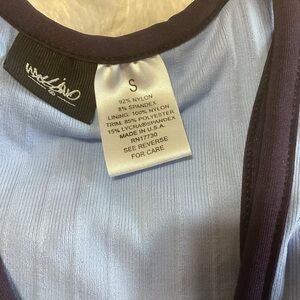 S
92% NYLON
8% SPANDEX
LINING: 100% NYLON
TRIM: 85% POLYESTER
15% LYCRA®SPANDEX
MADE IN U.S.A.
RN17730
SEE REVERSE
FOR CARE